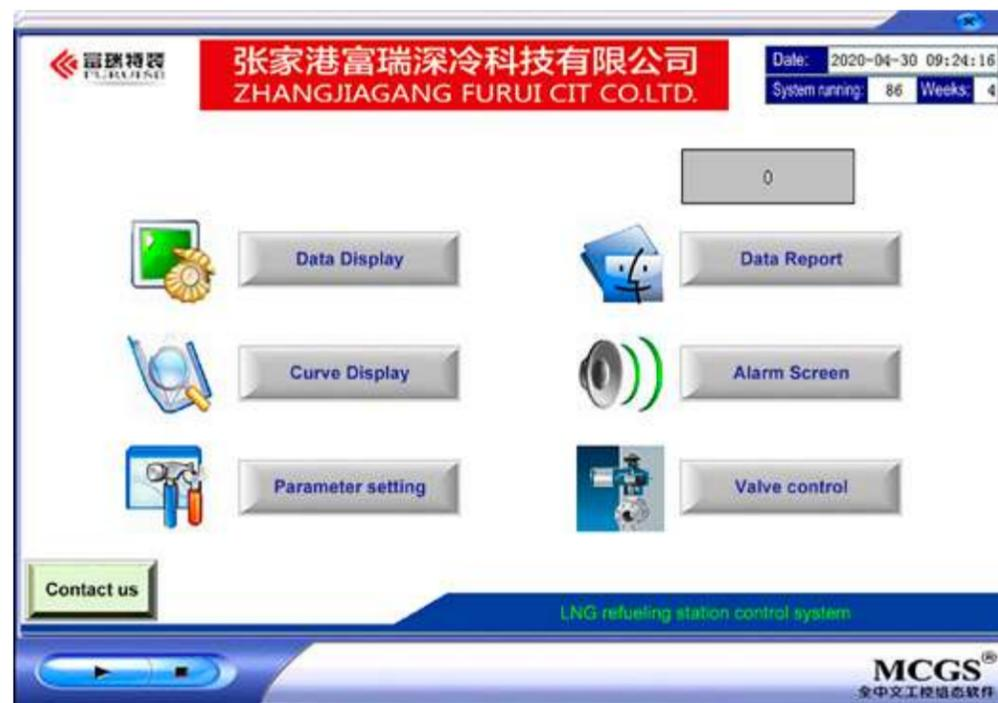 富瑞特装
FURUISE
张家港富瑞深冷科技有限公司
ZHANGJIAGANG FURUI CIT CO.LTD.
Date: 2020-04-30 09:24:16
System running: 86 Weeks: 4
0
Data Display
Data Report
Curve Display
Alarm Screen
Parameter setting
Valve control
Contact us
LNG refueling station control system
MCGS®
全中文工控组态软件